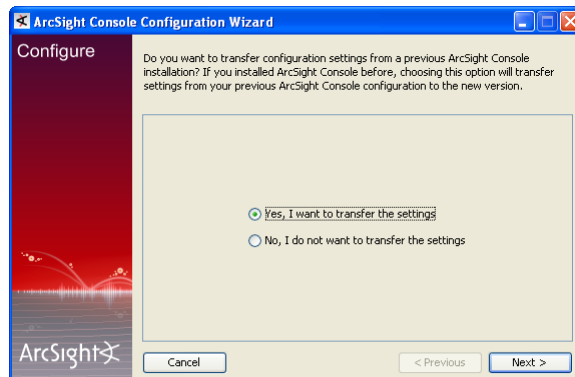 ArcSight Console Configuration Wizard
Configure
Do you want to transfer configuration settings from a previous ArcSight Console
installation? If you installed ArcSight Console before, choosing this option will transfer
settings from your previous ArcSight Console configuration to the new version.
Yes, I want to transfer the settings
No, I do not want to transfer the settings
ArcSight
Cancel
< Previous
Next >